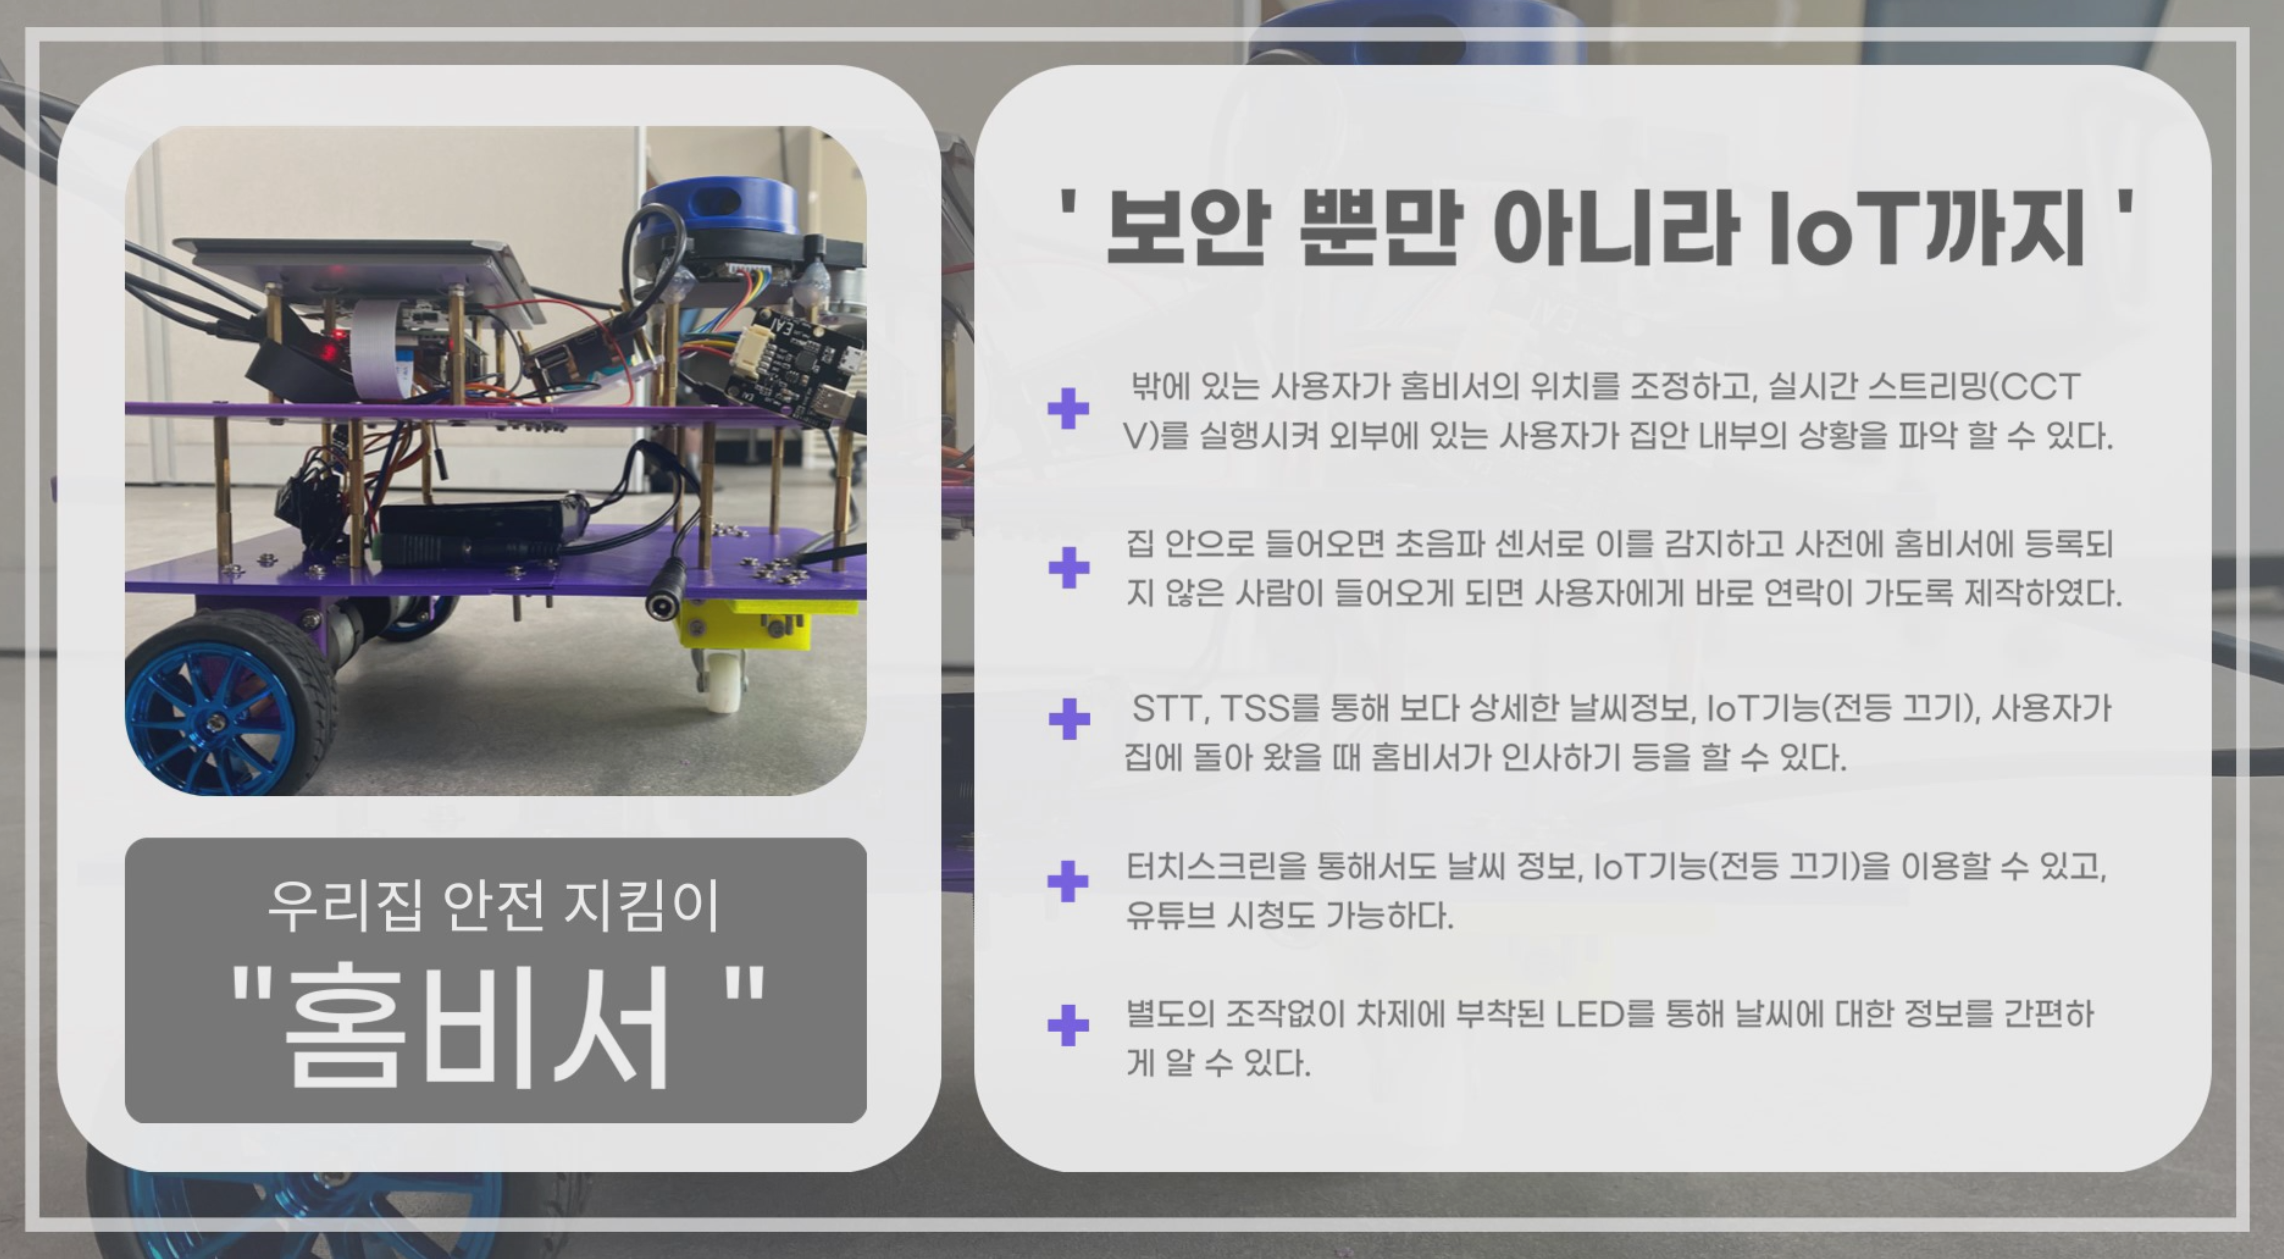 우리집 안전 지킴이
"홈비서 "
' 보안 뿐만 아니라 IoT까지 '
밖에 있는 사용자가 홈비서의 위치를 조정하고, 실시간 스트리밍(CCT
V)를 실행시켜 외부에 있는 사용자가 집안 내부의 상황을 파악 할 수 있다.
집 안으로 들어오면 초음파 센서로 이를 감지하고 사전에 홈비서에 등록되
지 않은 사람이 들어오게 되면 사용자에게 바로 연락이 가도록 제작하였다.
STT, TSS를 통해 보다 상세한 날씨정보, IoT기능(전등 끄기), 사용자가
집에 돌아 왔을 때 홈비서가 인사하기 등을 할 수 있다.
터치스크린을 통해서도 날씨 정보, IoT기능(전등 끄기)을 이용할 수 있고,
유튜브 시청도 가능하다.
별도의 조작없이 차제에 부착된 LED를 통해 날씨에 대한 정보를 간편하
게 알 수 있다.